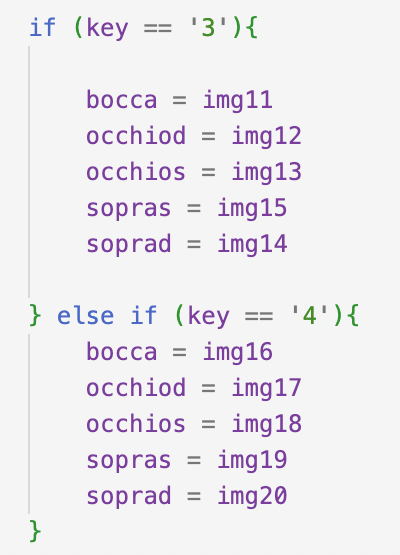 if (key == '3'){
bocca = img11
occhiod = img12
occhios = img13
sopras = img15
soprad = img14
} else if (key == '4'){
bocca = img16
occhiod = img17
occhios = img18
sopras = img19
soprad = img20
}